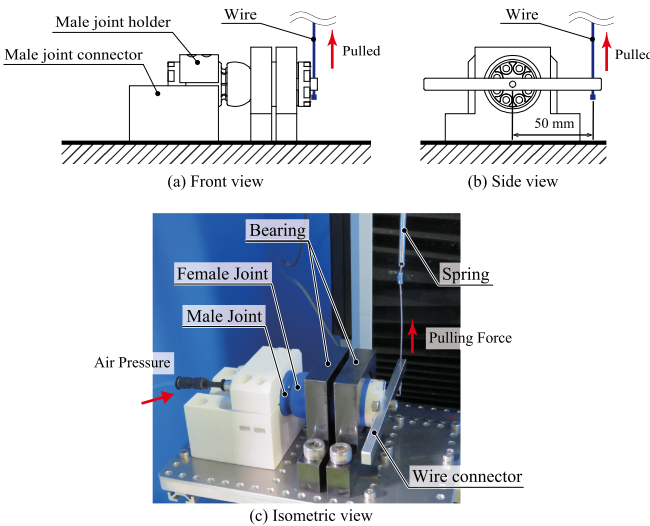 Wire
Male joint holder
Pulled
Male joint connector
(a) Front view
Wire
Pulled
50 mm
(b) Side view
Bearing
Female Joint
Spring
Male Joint
Pulling Force
Air Pressure
Wire connector
(c) Isometric view